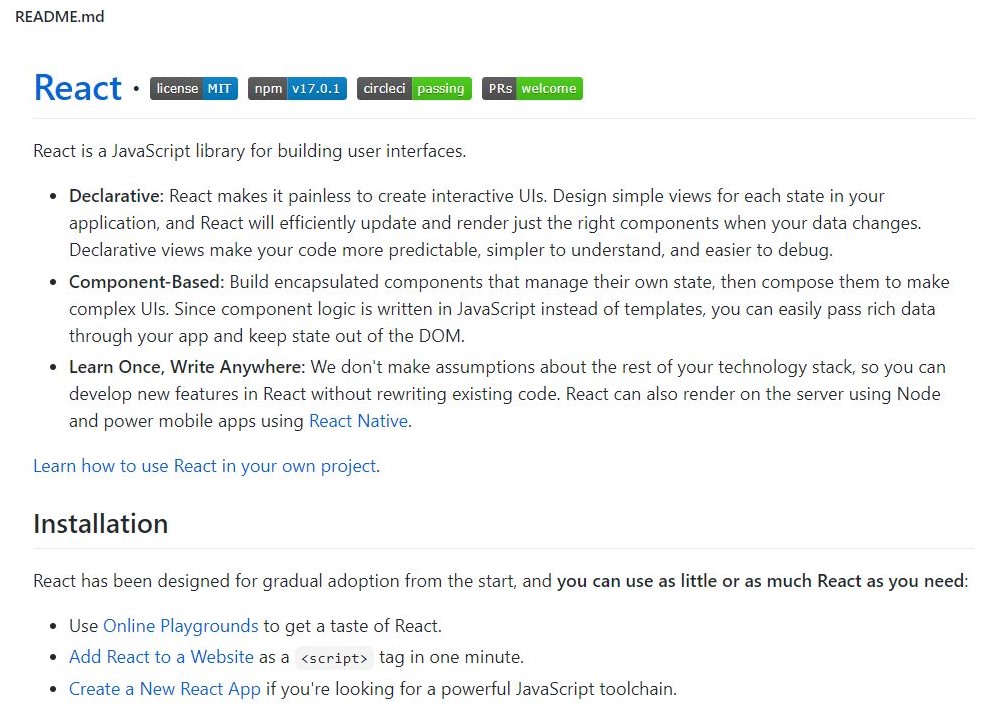 README.md
React • license MIT npm v17.0.1 circleci passing PRs welcome
React is a JavaScript library for building user interfaces.
• Declarative: React makes it painless to create interactive UIs. Design simple views for each state in your
application, and React will efficiently update and render just the right components when your data changes.
Declarative views make your code more predictable, simpler to understand, and easier to debug.
• Component-Based: Build encapsulated components that manage their own state, then compose them to make
complex UIs. Since component logic is written in JavaScript instead of templates, you can easily pass rich data
through your app and keep state out of the DOM.
• Learn Once, Write Anywhere: We don't make assumptions about the rest of your technology stack, so you can
develop new features in React without rewriting existing code. React can also render on the server using Node
and power mobile apps using React Native.
Learn how to use React in your own project.
Installation
React has been designed for gradual adoption from the start, and you can use as little or as much React as you need:
• Use Online Playgrounds to get a taste of React.
• Add React to a Website as a <script> tag in one minute.
• Create a New React App if you're looking for a powerful JavaScript toolchain.